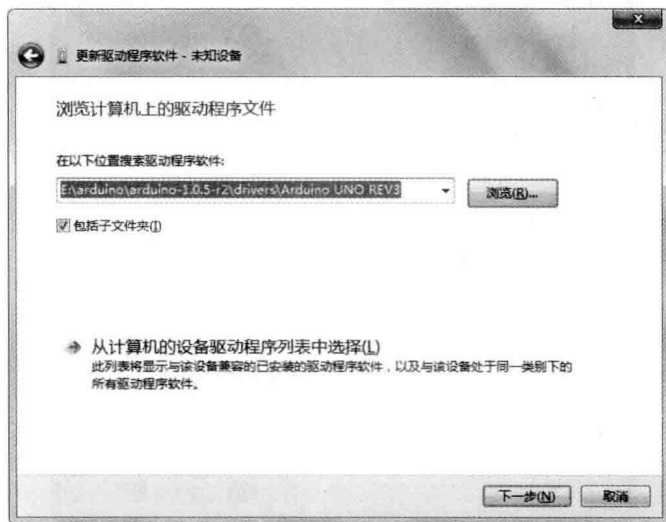 更新驱动程序软件 - 未知设备
浏览计算机上的驱动程序文件
在以下位置搜索驱动程序软件:
E:\arduino\arduino-1.0.5-r2\drivers\Arduino UNO REV3
浏览(R)...
包括子文件夹(I)
从计算机的设备驱动程序列表中选择(L)
此列表将显示与该设备兼容的已安装的驱动程序软件，以及与该设备处于同一类别下的
所有驱动程序软件。
下一步(N) 取消